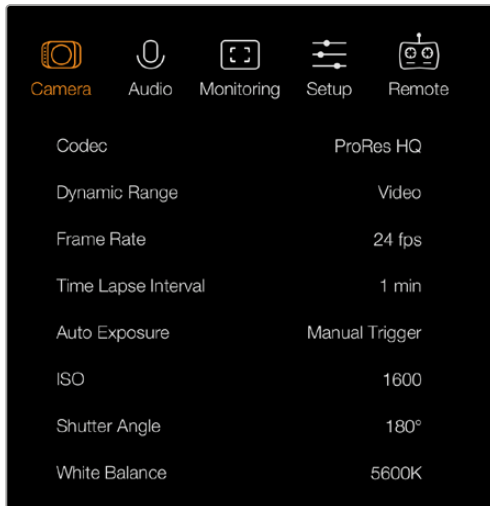 Camera Audio Monitoring Setup Remote
Codec ProRes HQ
Dynamic Range Video
Frame Rate 24 fps
Time Lapse Interval 1 min
Auto Exposure Manual Trigger
ISO 1600
Shutter Angle 180°
White Balance 5600K